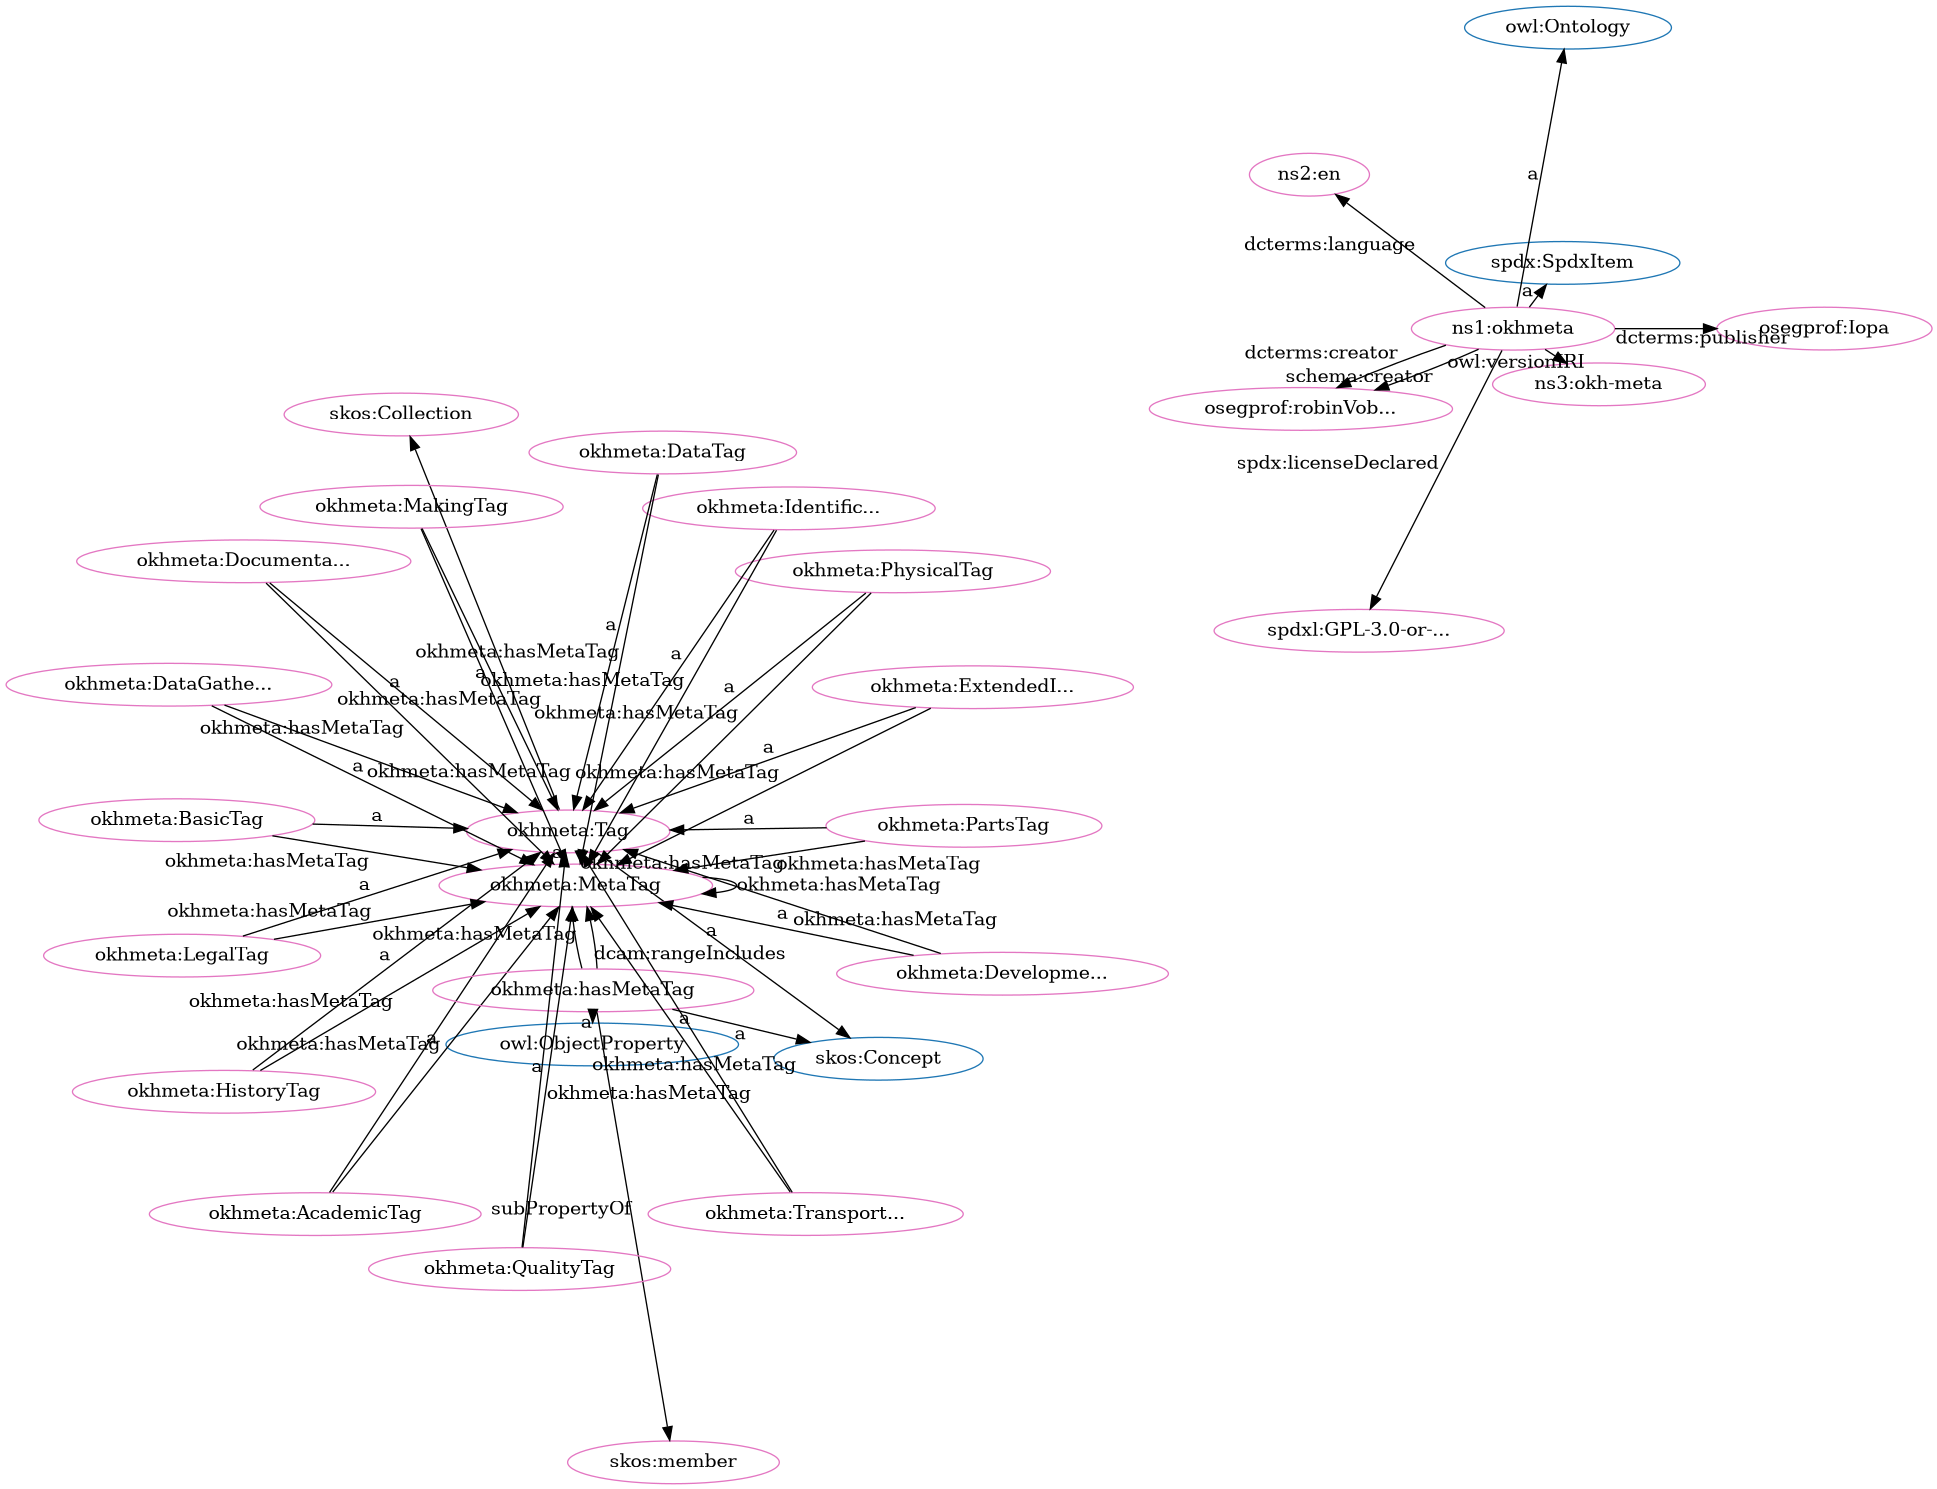 owl:Ontology
ns2:en
a
dcterms:language
spdx:SpdxItem
a
ns1:okhmeta
osegprof:Iopa
dcterms:publisher
dcterms:creator
owl:versionIRI
schema:creator
ns3:okh-meta
osegprof:robinVob...
skos:Collection
okhmeta:DataTag
spdx:licenseDeclared
okhmeta:MakingTag
okhmeta:Identific...
okhmeta:Documenta...
okhmeta:PhysicalTag
a
spdxl:GPL-3.0-or-...
okhmeta:hasMetaTag
a
a
okhmeta:hasMetaTag
okhmeta:DataGathe...
a
a
okhmeta:ExtendedI...
okhmeta:hasMetaTag
okhmeta:hasMetaTag
okhmeta:hasMetaTag
a
a
okhmeta:hasMetaTag
okhmeta:hasMetaTag
okhmeta:BasicTag
a
a
okhmeta:PartsTag
okhmeta:Tag
a
okhmeta:hasMetaTag
okhmeta:hasMetaTag
okhmeta:hasMetaTag
a
okhmeta:MetaTag
okhmeta:hasMetaTag
okhmeta:hasMetaTag
a
okhmeta:hasMetaTag
okhmeta:hasMetaTag
a
okhmeta:LegalTag
a
dcam:rangeIncludes
okhmeta:Developme...
okhmeta:hasMetaTag
okhmeta:hasMetaTag
a
a
a
a
okhmeta:hasMetaTag
owl:ObjectProperty
skos:Concept
a
okhmeta:hasMetaTag
okhmeta:HistoryTag
okhmeta:hasMetaTag
okhmeta:AcademicTag
subPropertyOf
okhmeta:Transport...
okhmeta:QualityTag
skos:member